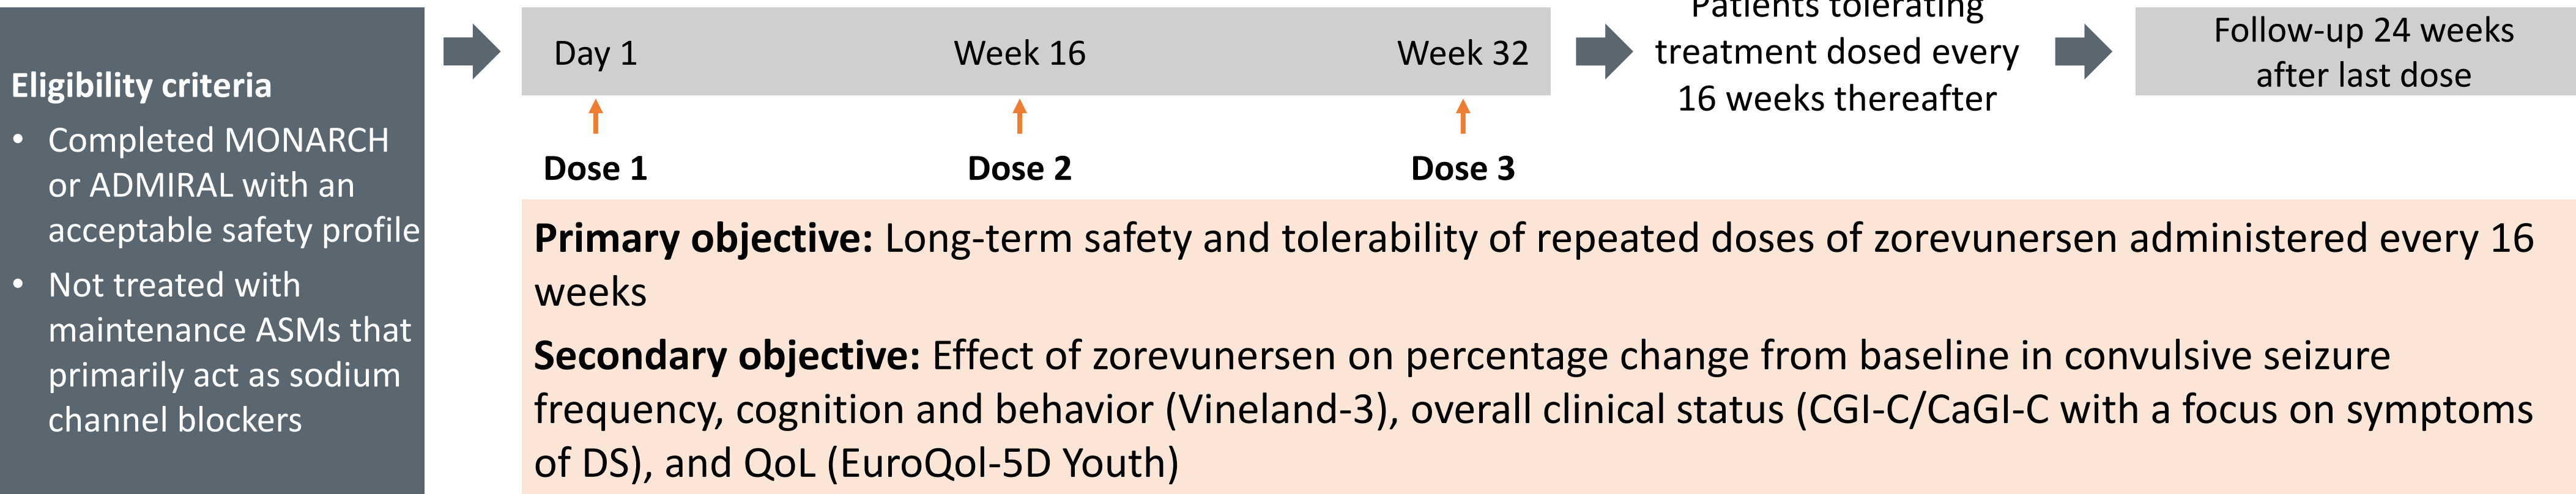 Eligibility criteria
• Completed MONARCH
or ADMIRAL with an
acceptable safety profile
• Not treated with
maintenance ASMs that
primarily act as sodium
channel blockers
Day 1
Week 16
Week 32
Dose 1
Dose 2
Dose 3
Patients tolerating
treatment dosed every
16 weeks thereafter
Follow-up 24 weeks
after last dose
Primary objective: Long-term safety and tolerability of repeated doses of zorevunersen administered every 16
weeks
Secondary objective: Effect of zorevunersen on percentage change from baseline in convulsive seizure
frequency, cognition and behavior (Vineland-3), overall clinical status (CGI-C/CaGI-C with a focus on symptoms
of DS), and QoL (EuroQol-5D Youth)